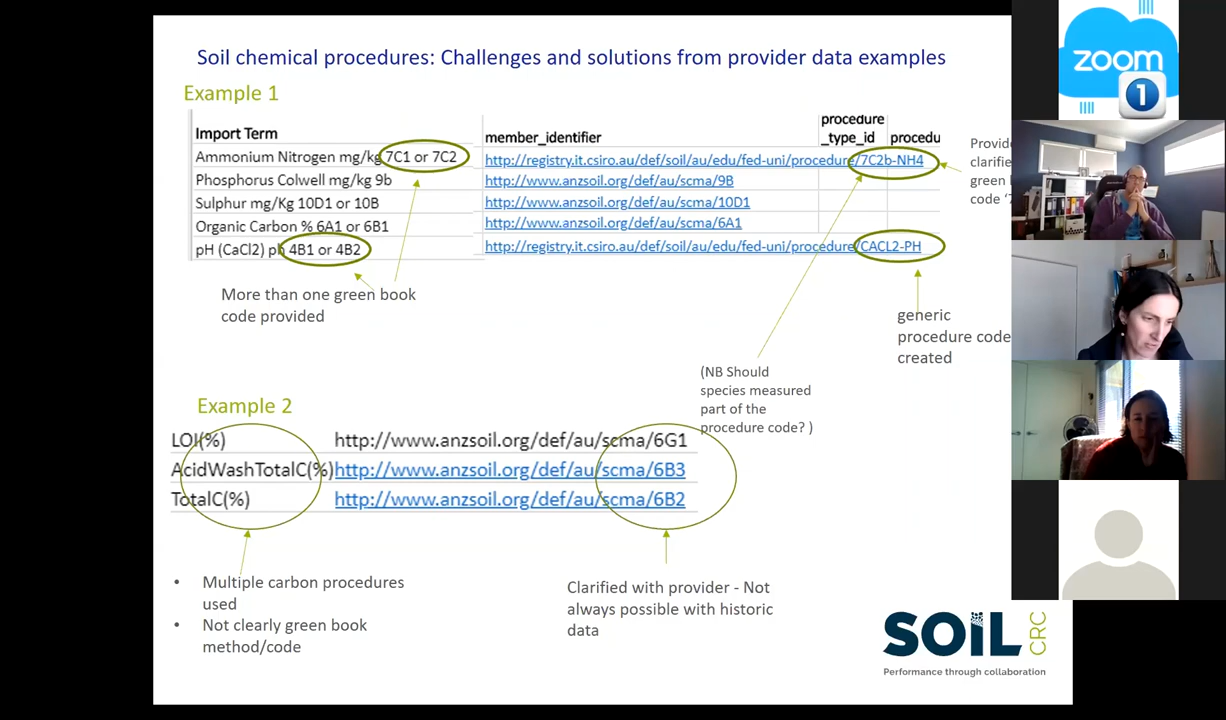 Soil chemical procedures: Challenges and solutions from provider data examples
Example 1
Import Term
member_identifier
procedure
_type_id
procedu
Ammonium Nitrogen mg/kg 7C1 or 7C2
http://registry.it.csiro.au/def/soil/au/edu/fed-uni/procedure/7C2b-NH4
Phosphorus Colwell mg/kg 9b
http://www.anzsoil.org/def/au/scma/9B
Sulphur mg/Kg 10D1 or 10B
http://www.anzsoil.org/def/au/scma/10D1
Organic Carbon % 6A1 or 6B1
http://www.anzsoil.org/def/au/scma/6A1
pH (CaCl2) ph 4B1 or 4B2
http://registry.it.csiro.au/def/soil/au/edu/fed-uni/procedure/CACL2-PH
Provid
clarifie
green
code '7
More than one green book
code provided
generic
procedure code
created
(NB Should
species measured
part of the
procedure code? )
Example 2
LOI(%)
http://www.anzsoil.org/def/au/scma/6G1
AcidWashTotalC(%)
http://www.anzsoil.org/def/au/scma/6B3
TotalC(%)
http://www.anzsoil.org/def/au/scma/6B2
• Multiple carbon procedures
used
• Not clearly green book
method/code
Clarified with provider - Not
always possible with historic
data
SOIL CRC
Performance through collaboration
zoom
1